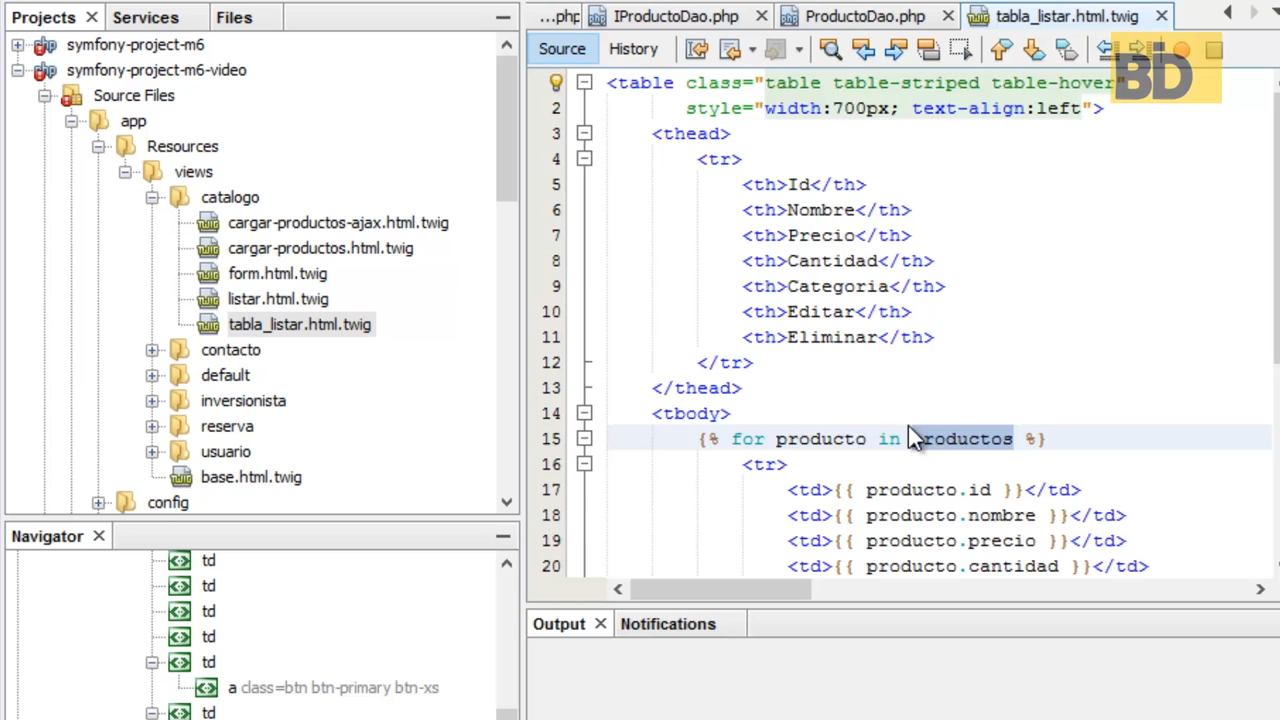 Projects
Services
Files
symfony-project-m6
symfony-project-m6-video
Source Files
app
Resources
views
catalogo
cargar-productos-ajax.html.twig
cargar-productos.html.twig
form.html.twig
listar.html.twig
tabla_listar.html.twig
contacto
default
inversionista
reserva
usuario
base.html.twig
config
Navigator
td
td
td
td
td
a class=btn btn-primary btn-xs
td
...php
IProductoDao.php
ProductoDao.php
tabla_listar.html.twig
Source
History
BD
<table class="table table-striped table-hover"
2 style="width:700px; text-align:left">
3 <thead>
4 <tr>
5 <th>Id</th>
6 <th>Nombre</th>
7 <th>Precio</th>
8 <th>Cantidad</th>
9 <th>Categoria</th>
10 <th>Editar</th>
11 <th>Eliminar</th>
12 </tr>
13 </thead>
14 <tbody>
15 {% for producto in productos %}
16 <tr>
17 <td>{{ producto.id }}</td>
18 <td>{{ producto.nombre }}</td>
19 <td>{{ producto.precio }}</td>
20 <td>{{ producto.cantidad }}</td>
Output
Notifications